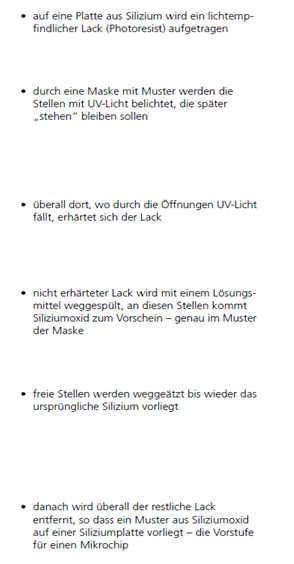 • auf eine Platte aus Silizium wird ein lichtemp-
findlicher Lack (Photoresist) aufgetragen
• durch eine Maske mit Muster werden die
Stellen mit UV-Licht belichtet, die später
„stehen“ bleiben sollen
• überall dort, wo durch die Öffnungen UV-Licht
fällt, erhärtet sich der Lack
• nicht erhärteter Lack wird mit einem Lösungs-
mittel weggespült, an diesen Stellen kommt
Siliziumoxid zum Vorschein – genau im Muster
der Maske
• freie Stellen werden weggeätzt bis wieder das
ursprüngliche Silizium vorliegt
• danach wird überall der restliche Lack
entfernt, so dass ein Muster aus Siliziumoxid
auf einer Siliziumplatte vorliegt – die Vorstufe
für einen Mikrochip